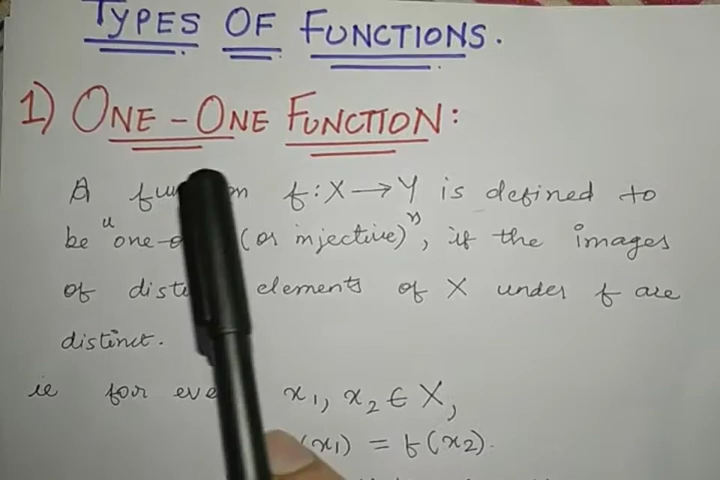 TYPES OF FUNCTIONS.
1) ONE-ONE FUNCTION:
A f: X → Y is defined to
be "one- (or injective)", if the images
of elements of X under f are
distinct.
ie for x₁, x₂ ∈ X,
(x₁) = f(x₂).